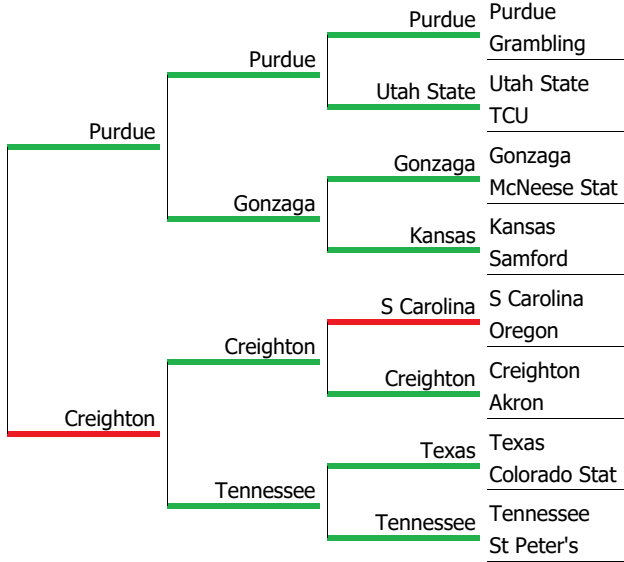 Purdue
Purdue
Grambling
Purdue
Utah State
Utah State
TCU
Purdue
Gonzaga
Gonzaga
McNeese Stat
Gonzaga
Kansas
Kansas
Samford
S Carolina
S Carolina
Oregon
Creighton
Creighton
Creighton
Akron
Creighton
Texas
Texas
Colorado Stat
Tennessee
Tennessee
Tennessee
St Peter's